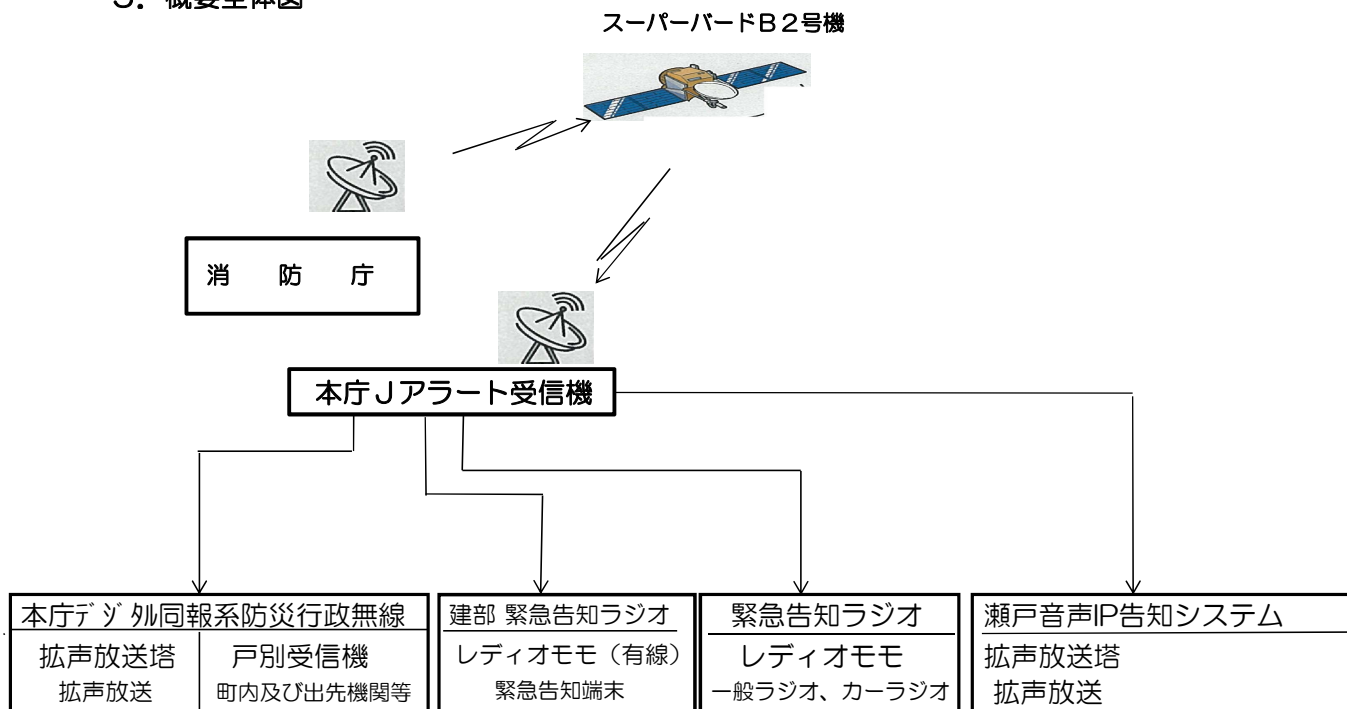 概要全体図
スーパーバードＢ２号機
消　防　庁
本庁Ｊアラート受信機
本庁ﾃﾞｼﾞﾀﾙ同報系防災行政無線
拡声放送塔　戸別受信機
拡声放送　町内及び出先機関等
建部 緊急告知ラジオ
レディオモモ（有線）
緊急告知端末
緊急告知ラジオ
レディオモモ
一般ラジオ、カーラジオ
瀬戸音声IP告知システム
拡声放送塔
拡声放送